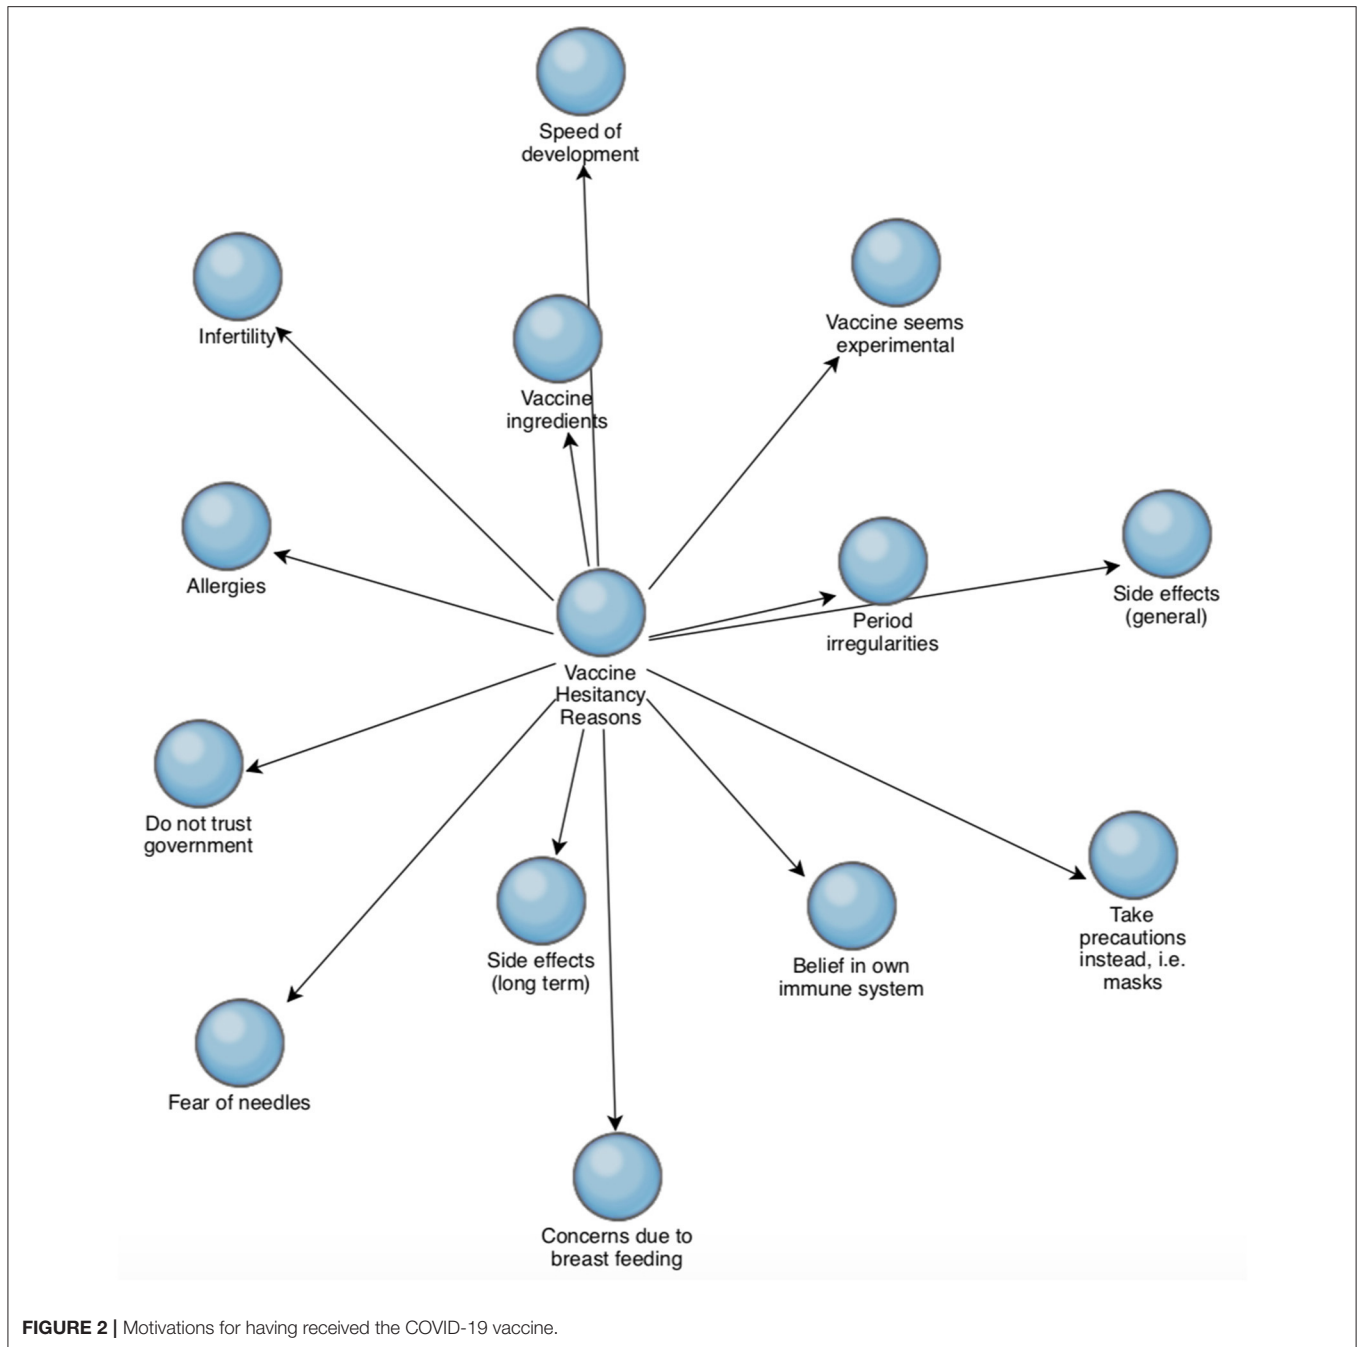 Speed of
development
Vaccine seems
experimental
Infertility
Vaccine
ingredients
Allergies
Side effects
(general)
Period
irregularities
Vaccine
Hesitancy
Reasons
Do not trust
government
Side effects
(long term)
Belief in own
immune system
Take
precautions
instead, i.e.
masks
Fear of needles
Concerns due to
breast feeding
FIGURE 2 | Motivations for having received the COVID-19 vaccine.